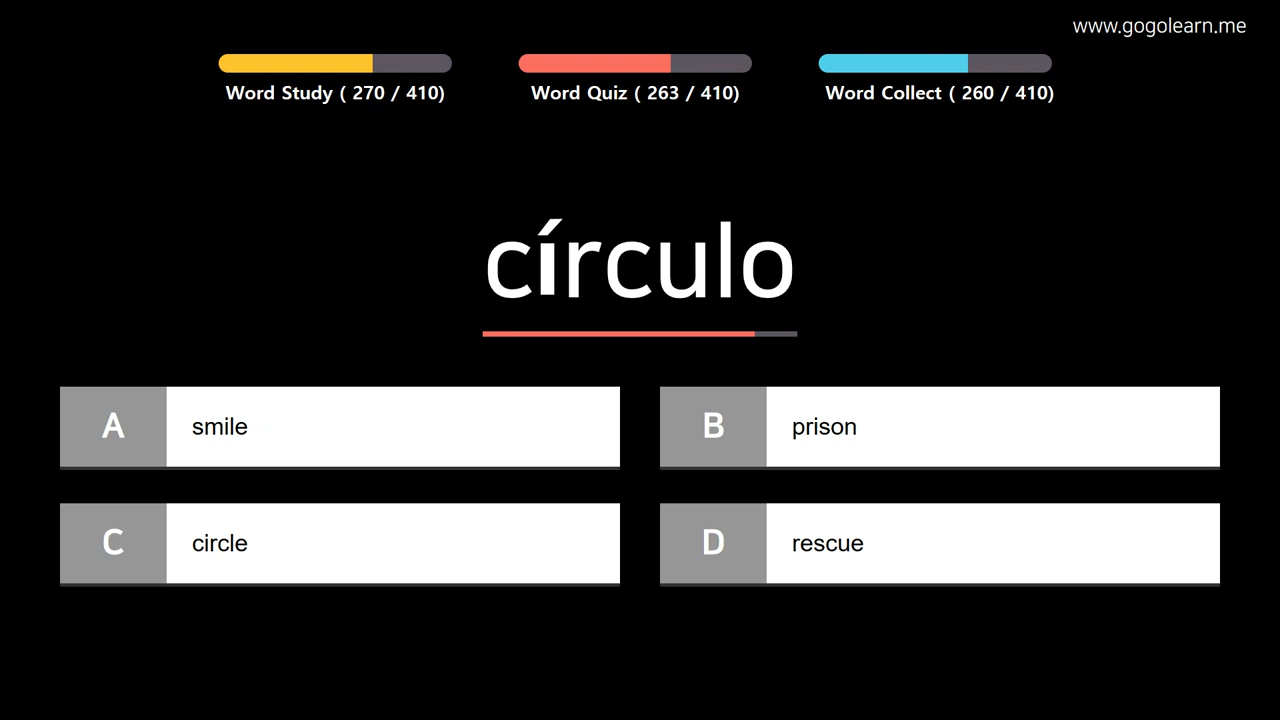 www.gogolearn.me
Word Study ( 270 / 410)
Word Quiz ( 263 / 410)
Word Collect ( 260 / 410)
círculo
A smile
B prison
C circle
D rescue